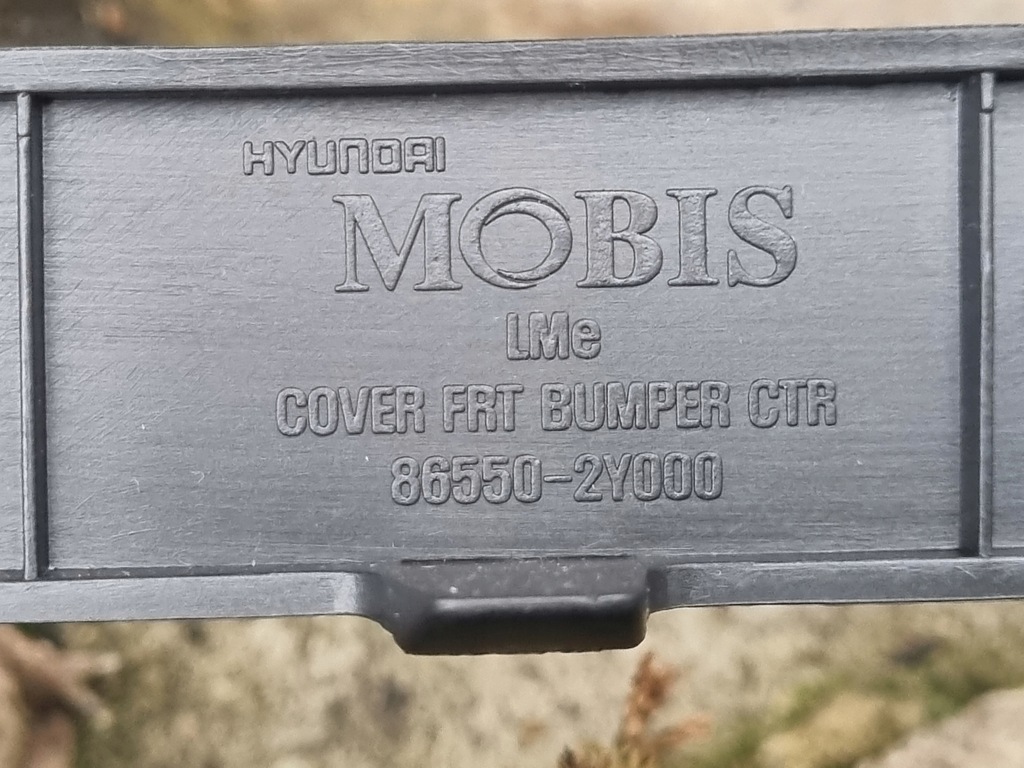 HYUNDAI
MOBIS
LMe
COVER FRT BUMPER CTR
86550-2Y000